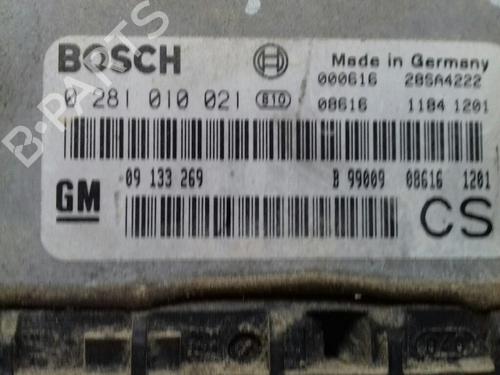 BOSCH Made in Germany
000616 28SA4222
0 281 010 021 B10 08616 1184 1201
09 133 269 B 99009 08616 1201
GM CS
B-PARTS